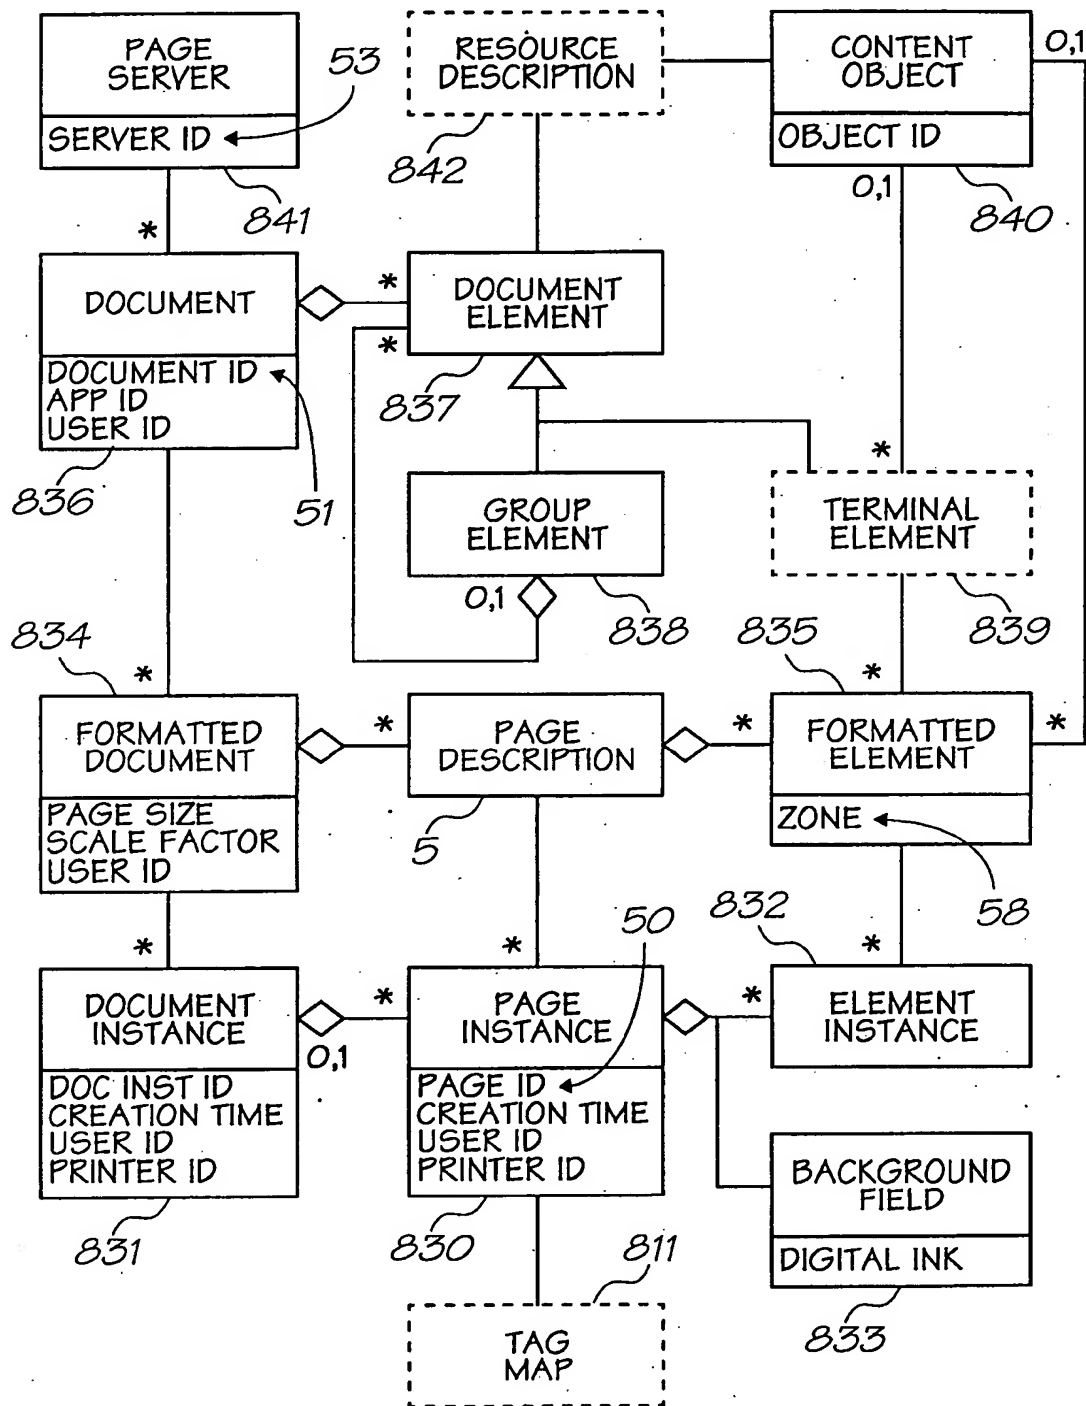 PAGE
SERVER
SERVER ID
53
841
*
RESOURCE
DESCRIPTION
842
CONTENT
OBJECT
OBJECT ID
0,1
0,1
840
DOCUMENT
DOCUMENT ID
APP ID
USER ID
836
51
*
*
DOCUMENT
ELEMENT
837
GROUP
ELEMENT
0,1
838
*
TERMINAL
ELEMENT
839
834
*
FORMATTED
DOCUMENT
PAGE SIZE
SCALE FACTOR
USER ID
*
PAGE
DESCRIPTION
5
835
*
*
*
FORMATTED
ELEMENT
ZONE
58
*
DOCUMENT
INSTANCE
DOC INST ID
CREATION TIME
USER ID
PRINTER ID
831
0,1
*
50
*
PAGE
INSTANCE
PAGE ID
CREATION TIME
USER ID
PRINTER ID
830
832
*
*
ELEMENT
INSTANCE
BACKGROUND
FIELD
DIGITAL INK
833
811
TAG
MAP